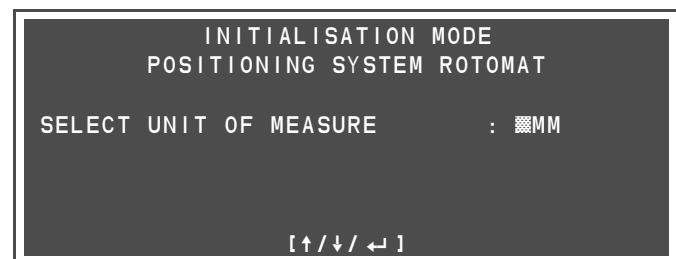 INITIALISATION MODE
POSITIONING SYSTEM ROTOMAT
SELECT UNIT OF MEASURE : ▒MM
[↑/↓/↵]